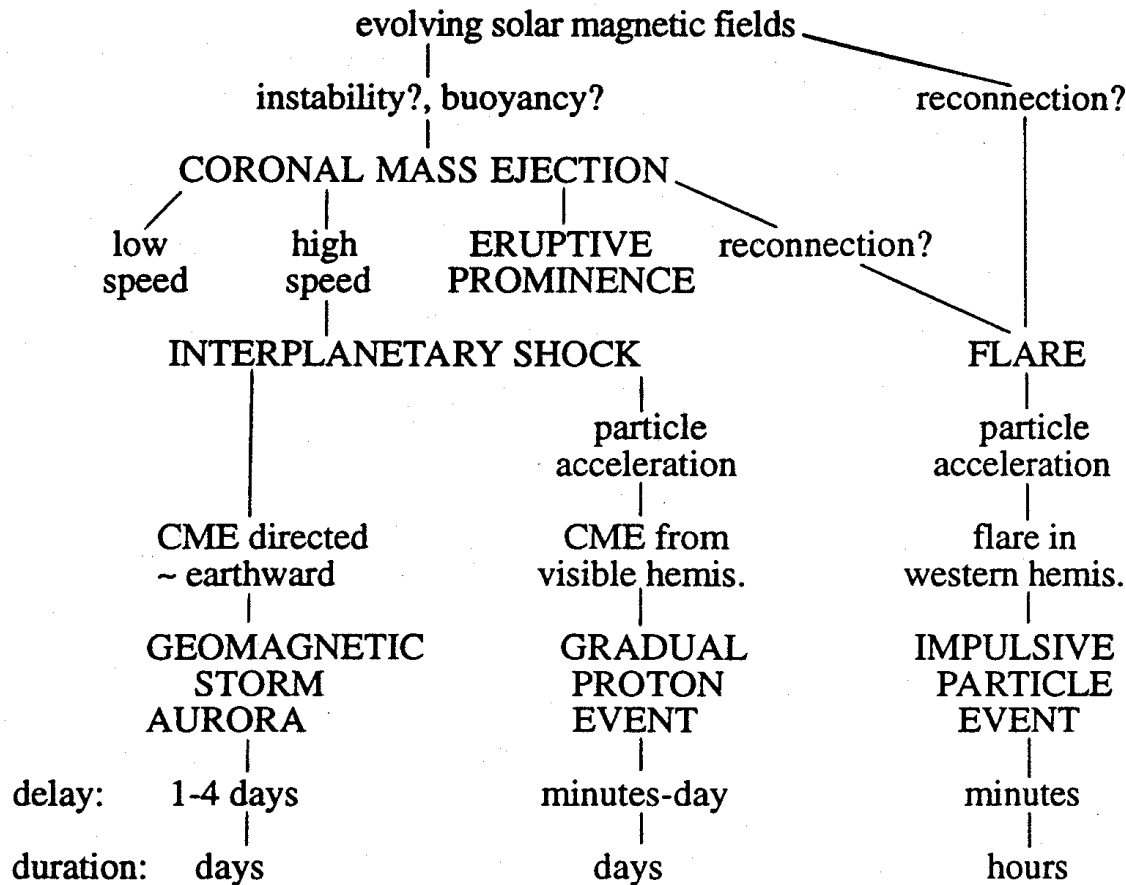 evolving solar magnetic fields
instability?, buoyancy?
reconnection?
CORONAL MASS EJECTION
low
speed
high
speed
ERUPTIVE
PROMINENCE
reconnection?
INTERPLANETARY SHOCK
FLARE
particle
acceleration
particle
acceleration
CME directed
~ earthward
CME from
visible hemis.
flare in
western hemis.
GEOMAGNETIC
STORM
AURORA
GRADUAL
PROTON
EVENT
IMPULSIVE
PARTICLE
EVENT
delay: 1-4 days minutes-day minutes
duration: days days hours